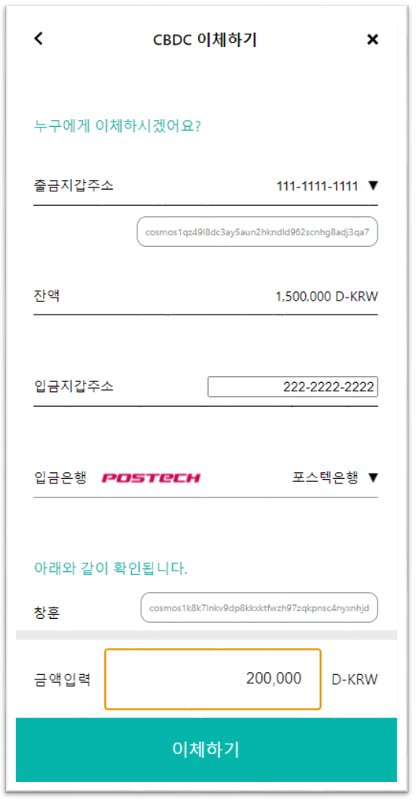 CBDC 이체하기
누구에게 이체하시겠어요?
출금지갑주소 111-1111-1111 ▼
cosmos1qz49l8dc3ay5aun2hkndld962scnhg8adj3qa7
잔액 1,500,000 D-KRW
입금지갑주소 222-2222-2222
입금은행 POSTECH 포스텍은행 ▼
아래와 같이 확인됩니다.
창훈 cosmos1k8k7lnkv9dp8kkxktfwzh97zqkpnsc4nyxnhjd
금액입력 200,000 D-KRW
이체하기